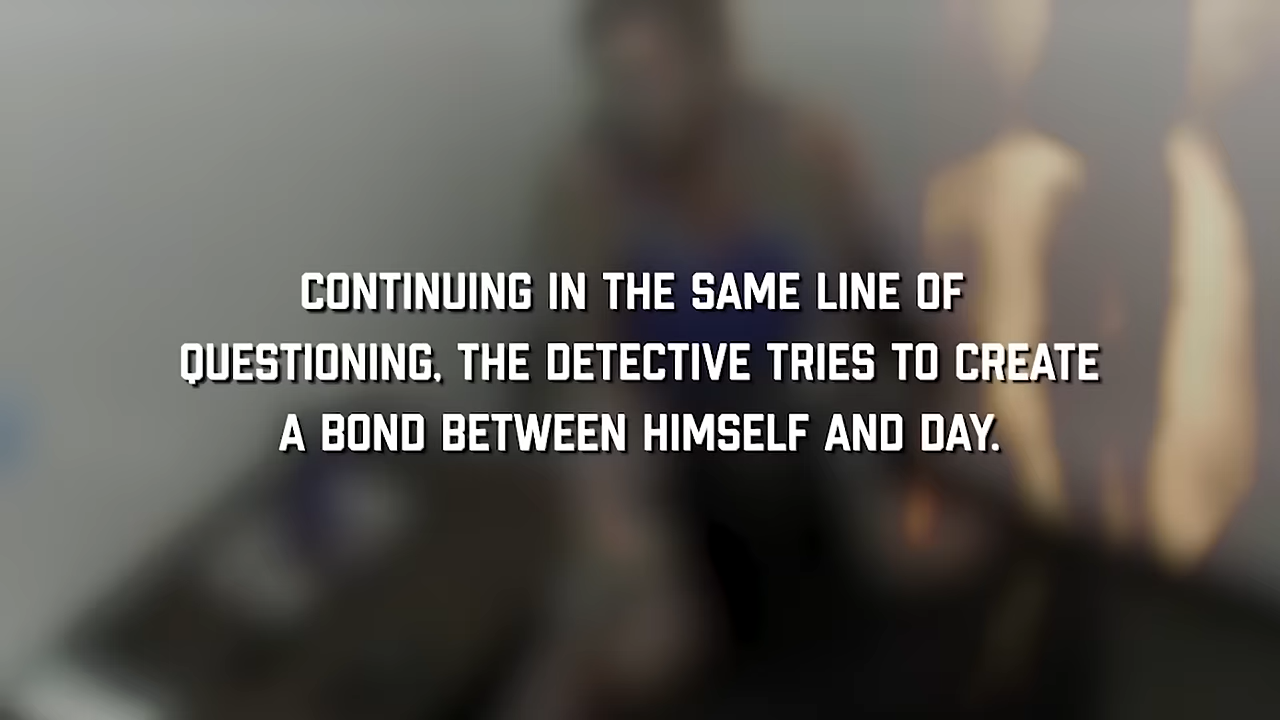 CONTINUING IN THE SAME LINE OF
QUESTIONING, THE DETECTIVE TRIES TO CREATE
A BOND BETWEEN HIMSELF AND DAY.